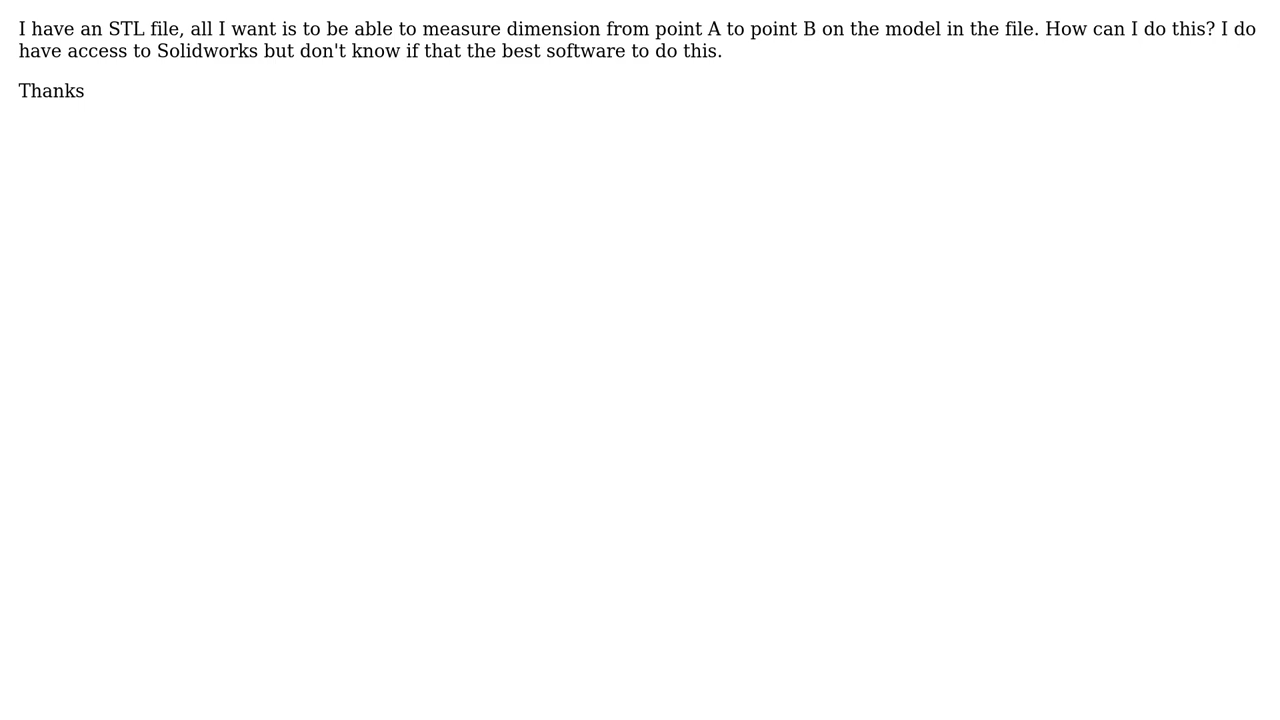 I have an STL file, all I want is to be able to measure dimension from point A to point B on the model in the file. How can I do this? I do
have access to Solidworks but don't know if that the best software to do this.
Thanks